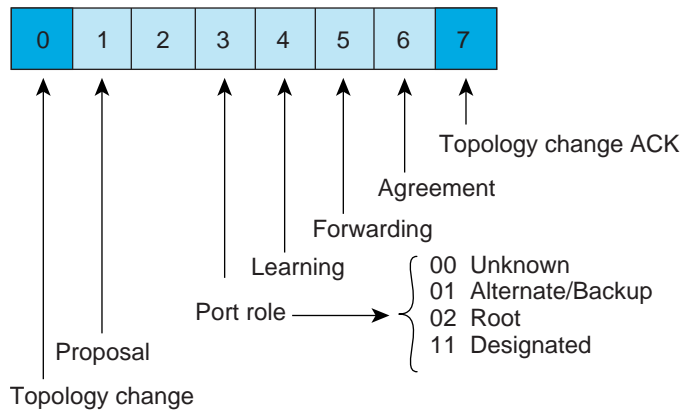 0 1 2 3 4 5 6 7
Topology change ACK
Agreement
Forwarding
Learning
00 Unknown
01 Alternate/Backup
Port role
02 Root
11 Designated
Proposal
Topology change